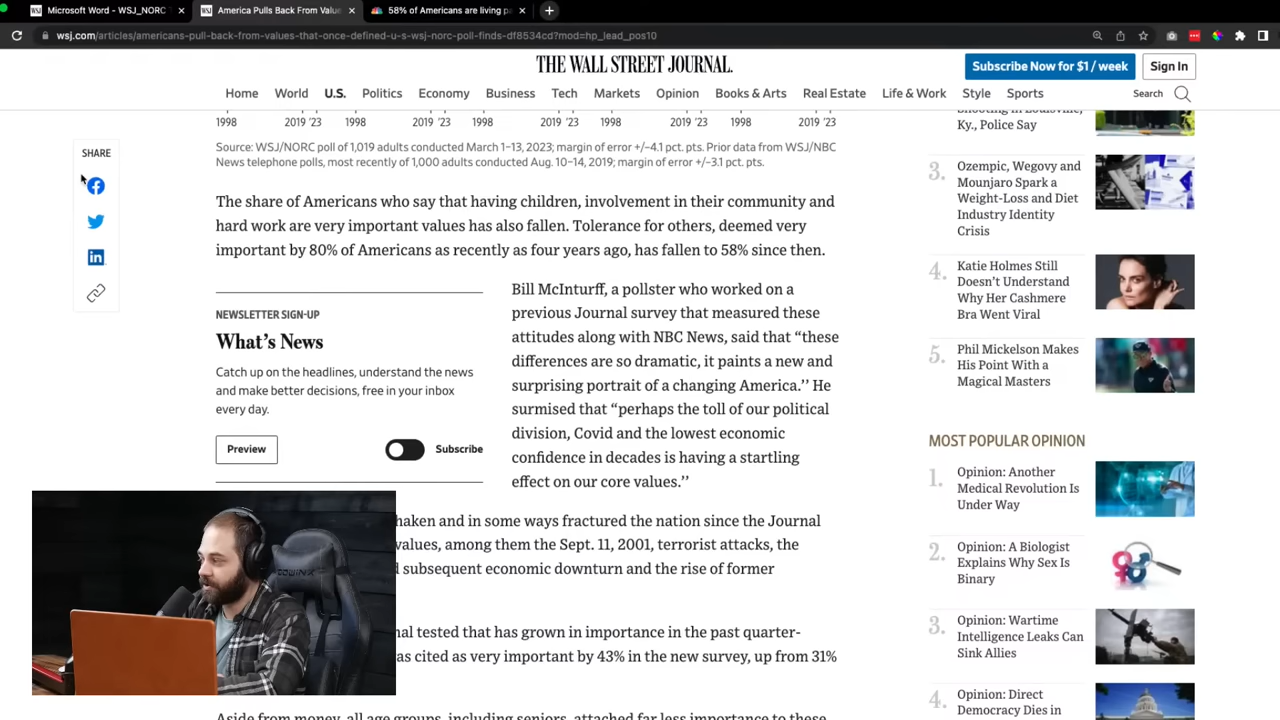 Microsoft Word - WSJ_NORC T
America Pulls Back From Value
58% of Americans are living pa
wsj.com/articles/americans-pull-back-from-values-that-once-defined-u-s-wsj-norc-poll-finds-df8534cd?mod=hp_lead_pos10
THE WALL STREET JOURNAL.
Subscribe Now for $1 / week
Sign In
Home World U.S. Politics Economy Business Tech Markets Opinion Books & Arts Real Estate Life & Work Style Sports Search
1998 2019 '23 1998 2019 '23 1998 2019 '23 1998 2019 '23 1998 2019 '23
Source: WSJ/NORC poll of 1,019 adults conducted March 1–13, 2023; margin of error +/–4.1 pct. pts. Prior data from WSJ/NBC
News telephone polls, most recently of 1,000 adults conducted Aug. 10–14, 2019; margin of error +/–3.1 pct. pts.
SHARE
The share of Americans who say that having children, involvement in their community and
hard work are very important values has also fallen. Tolerance for others, deemed very
important by 80% of Americans as recently as four years ago, has fallen to 58% since then.
NEWSLETTER SIGN-UP
What's News
Catch up on the headlines, understand the news
and make better decisions, free in your inbox
every day.
Preview
Subscribe
Bill McInturff, a pollster who worked on a
previous Journal survey that measured these
attitudes along with NBC News, said that “these
differences are so dramatic, it paints a new and
surprising portrait of a changing America.’’ He
surmised that “perhaps the toll of our political
division, Covid and the lowest economic
confidence in decades is having a startling
effect on our core values.’’
haken and in some ways fractured the nation since the Journal
values, among them the Sept. 11, 2001, terrorist attacks, the
d subsequent economic downturn and the rise of former
nal tested that has grown in importance in the past quarter-
as cited as very important by 43% in the new survey, up from 31%
Aside from money, all age groups, including seniors, attached far less importance to these
Shooting in Louisville,
Ky., Police Say
3.
Ozempic, Wegovy and
Mounjaro Spark a
Weight-Loss and Diet
Industry Identity
Crisis
4.
Katie Holmes Still
Doesn't Understand
Why Her Cashmere
Bra Went Viral
5.
Phil Mickelson Makes
His Point With a
Magical Masters
MOST POPULAR OPINION
1.
Opinion: Another
Medical Revolution Is
Under Way
2.
Opinion: A Biologist
Explains Why Sex Is
Binary
3.
Opinion: Wartime
Intelligence Leaks Can
Sink Allies
4.
Opinion: Direct
Democracy Dies in